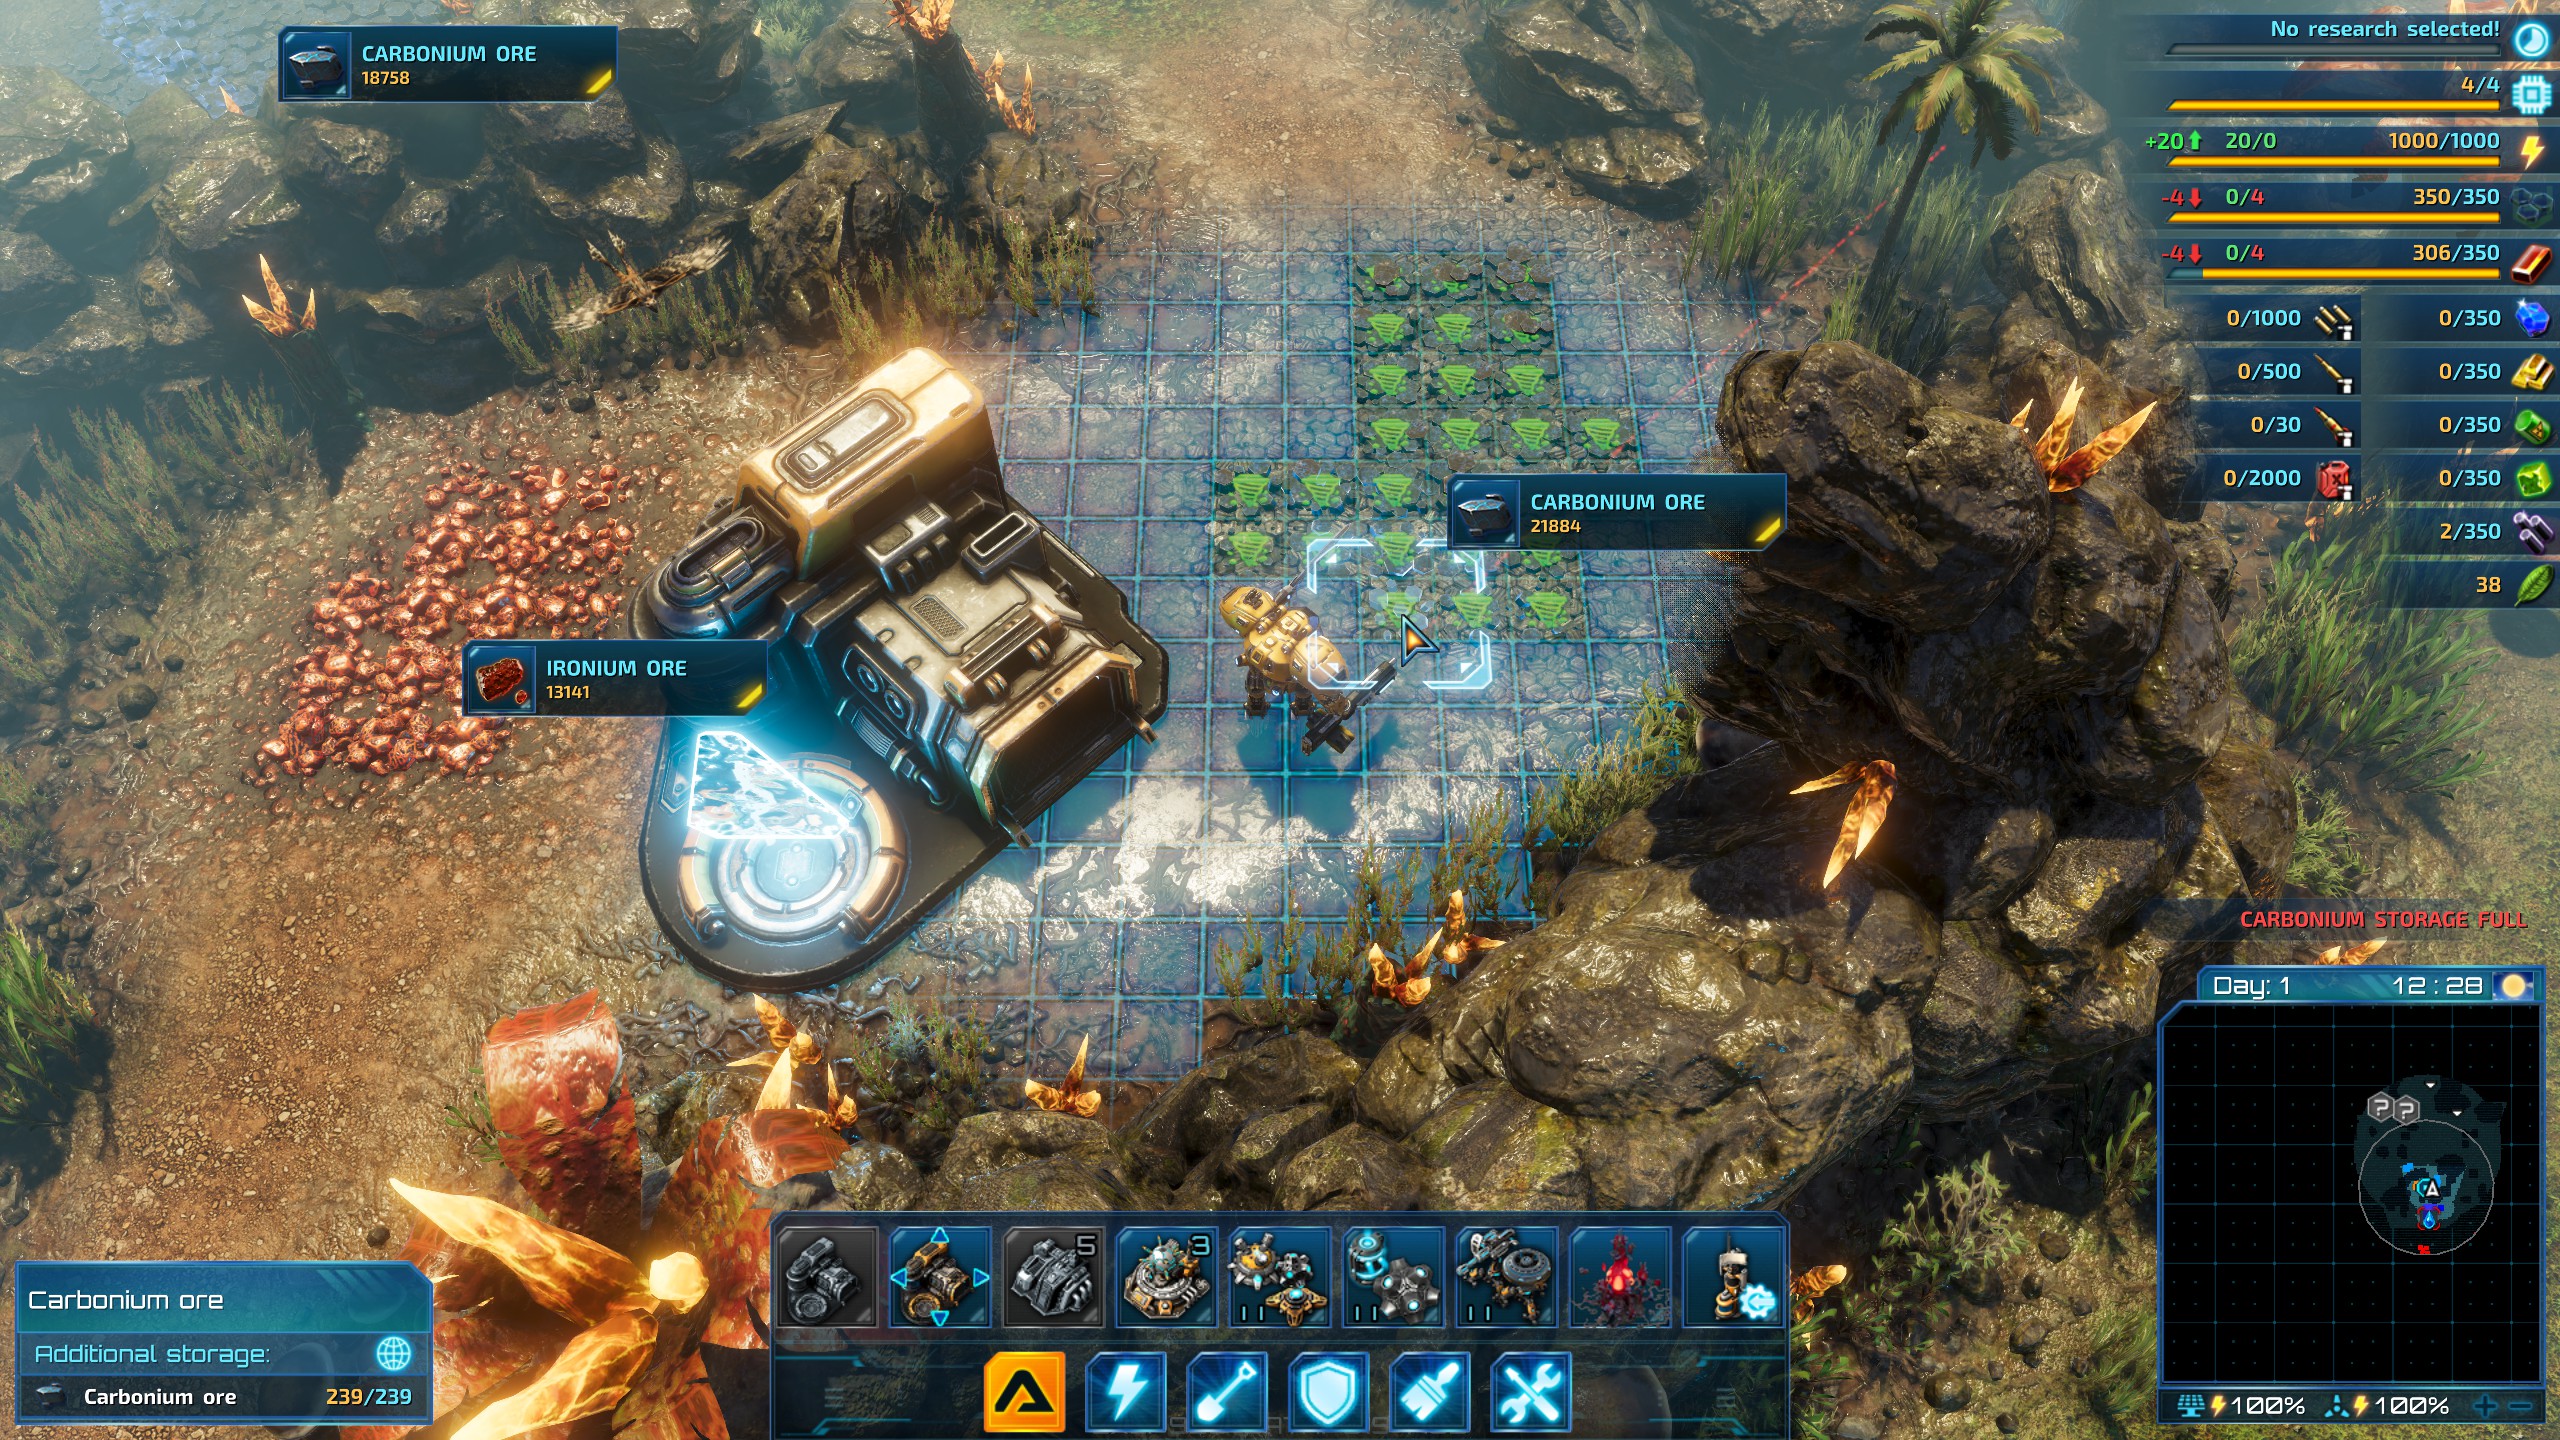 CARBONIUM ORE
18758
No research selected!
4/4
+20 20/0 1000/1000
-4 0/4 350/350
-4 0/4 306/350
0/1000 0/350
0/500 0/350
0/30 0/350
0/2000 0/350
2/350
38
CARBONIUM ORE
21884
IRONIUM ORE
13141
CARBONIUM STORAGE FULL
Day: 1 12:28
? ?
5
3
Carbonium ore
Additional storage:
Carbonium ore 239/239
100% 100%